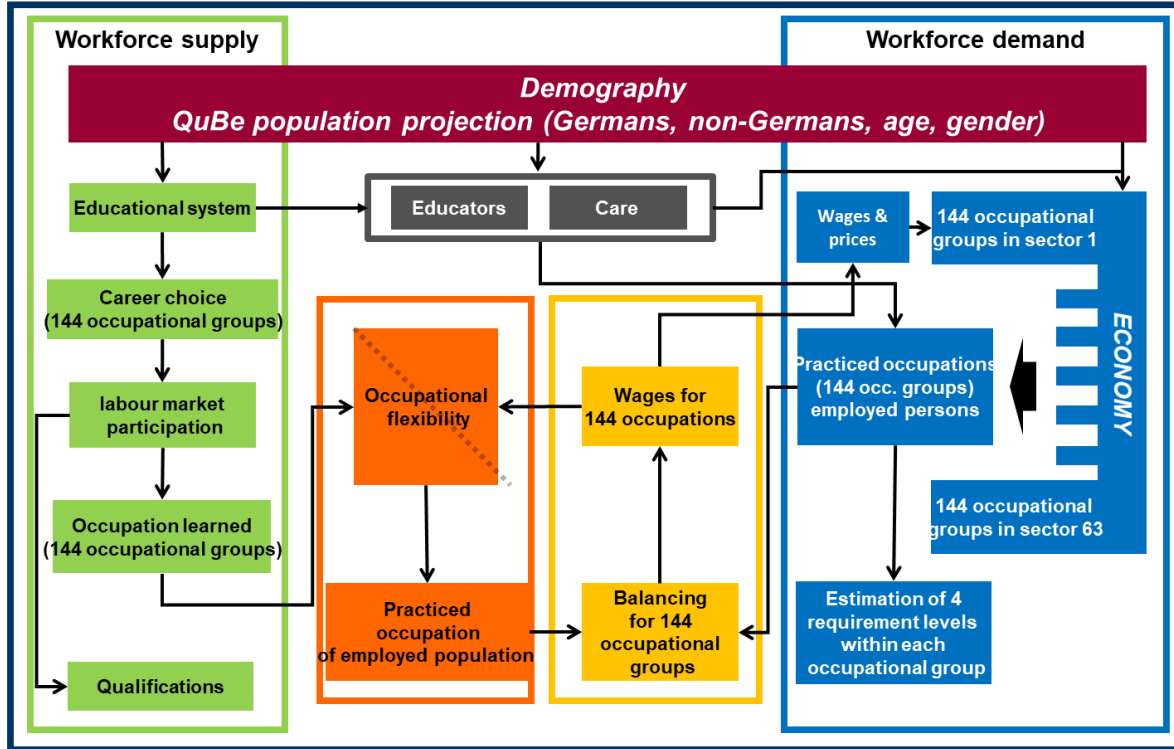 Workforce supply
Workforce demand
Demography
QuBe population projection (Germans, non-Germans, age, gender)
Educational system
Educators
Care
Wages &
prices
144 occupational
groups in sector 1
Career choice
(144 occupational groups)
Occupational
flexibility
Wages for
144 occupations
Practiced occupations
(144 occ. groups)
employed persons
ECONOMY
labour market
participation
Occupation learned
(144 occupational groups)
144 occupational
groups in sector 63
Practiced
occupation
of employed population
Balancing
for 144
occupational
groups
Estimation of 4
requirement levels
within each
occupational group
Qualifications